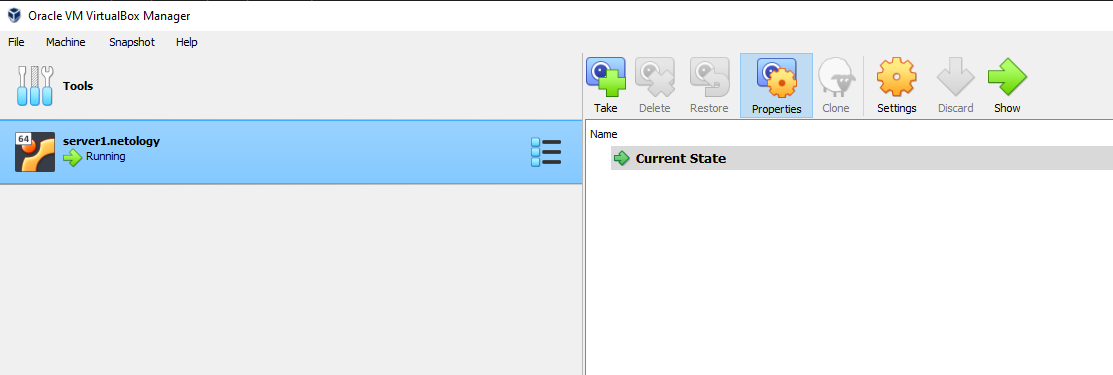 Oracle VM VirtualBox Manager
File Machine Snapshot Help
Tools
64
server1.netology
Running
Take Delete Restore Properties Clone Settings Discard Show
Name
Current State